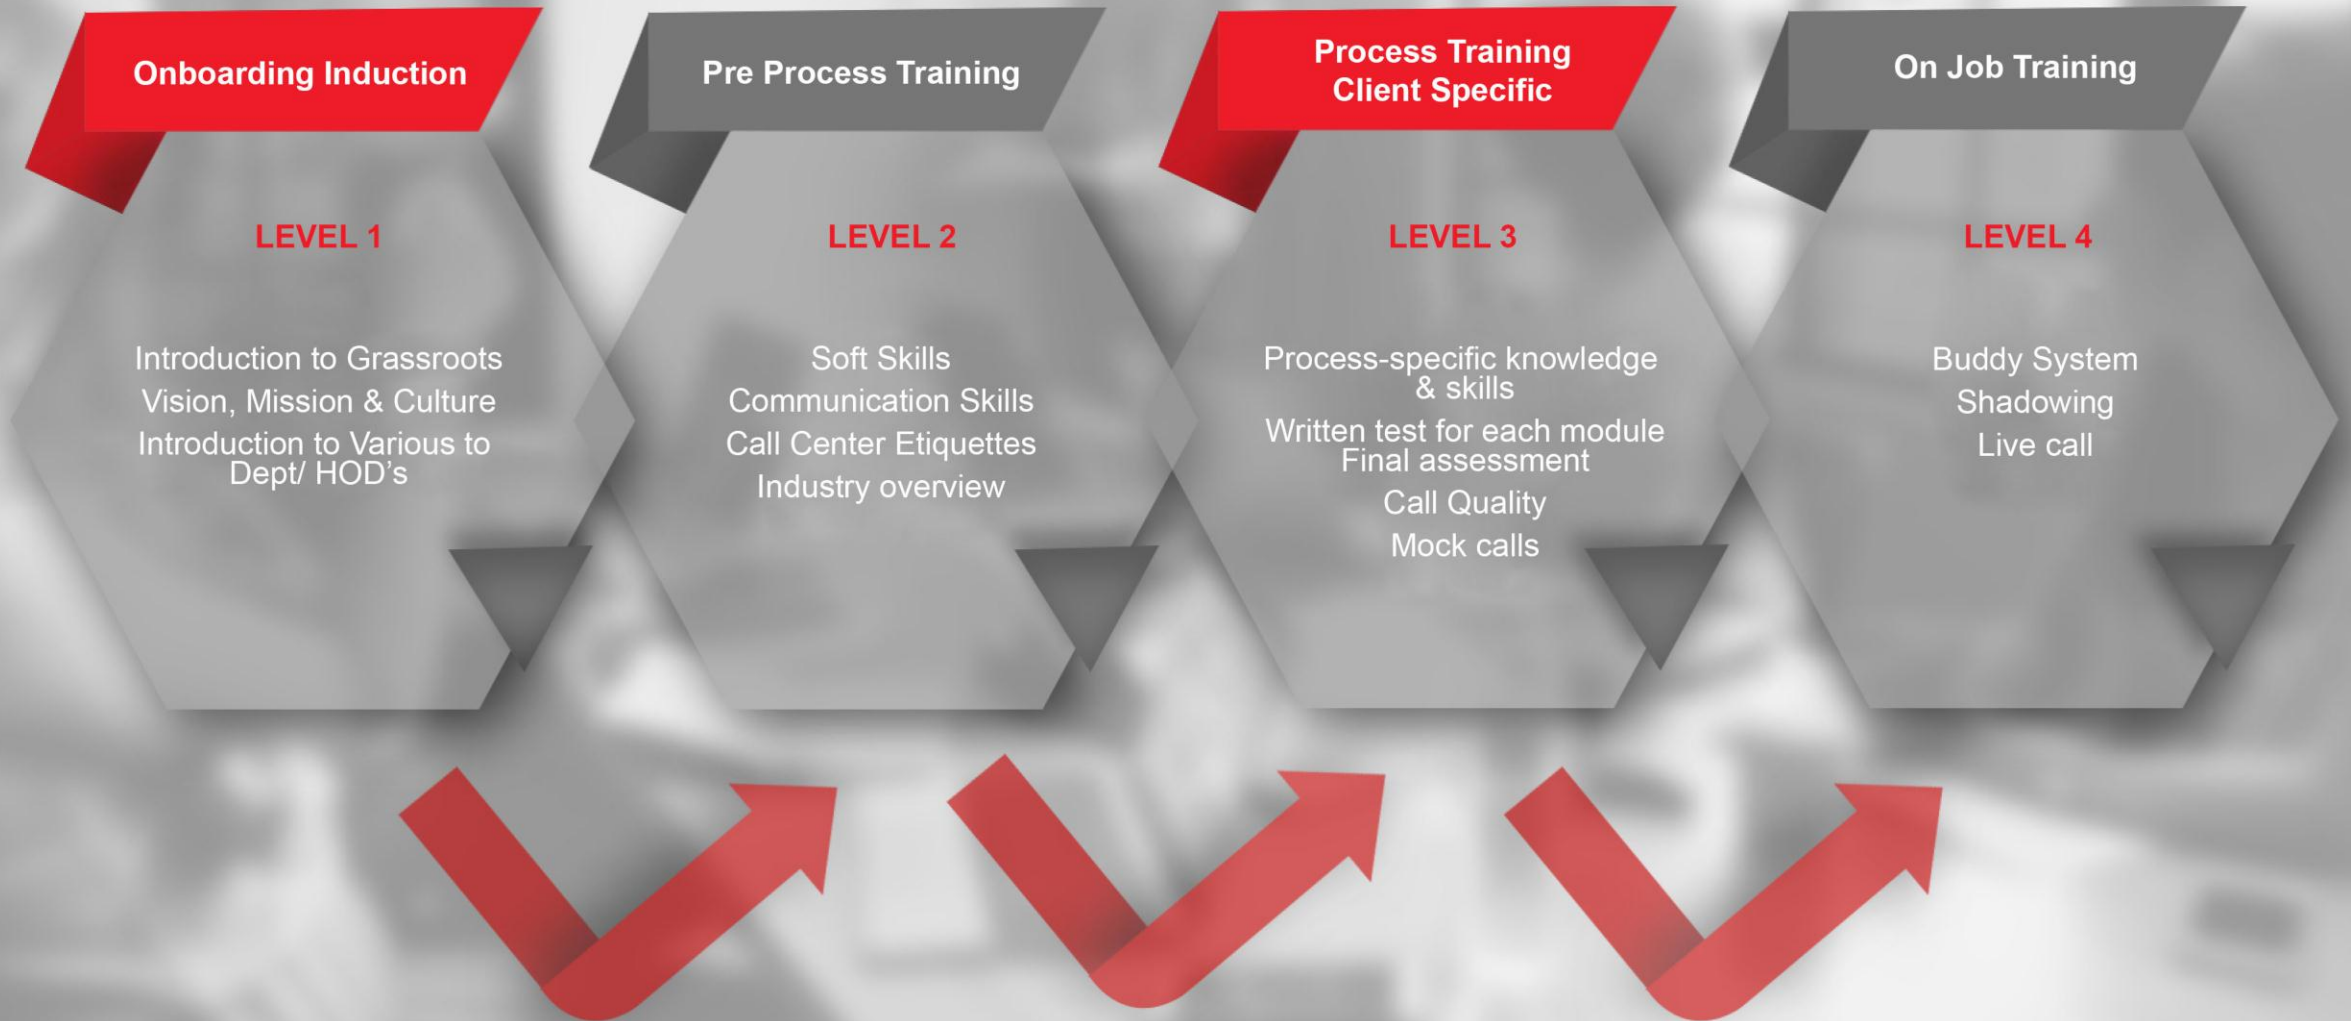 Onboarding Induction
LEVEL 1
Introduction to Grassroots
Vision, Mission & Culture
Introduction to Various to
Dept/ HOD's
Pre Process Training
LEVEL 2
Soft Skills
Communication Skills
Call Center Etiquettes
Industry overview
Process Training
Client Specific
LEVEL 3
Process-specific knowledge
& skills
Written test for each module
Final assessment
Call Quality
Mock calls
On Job Training
LEVEL 4
Buddy System
Shadowing
Live call